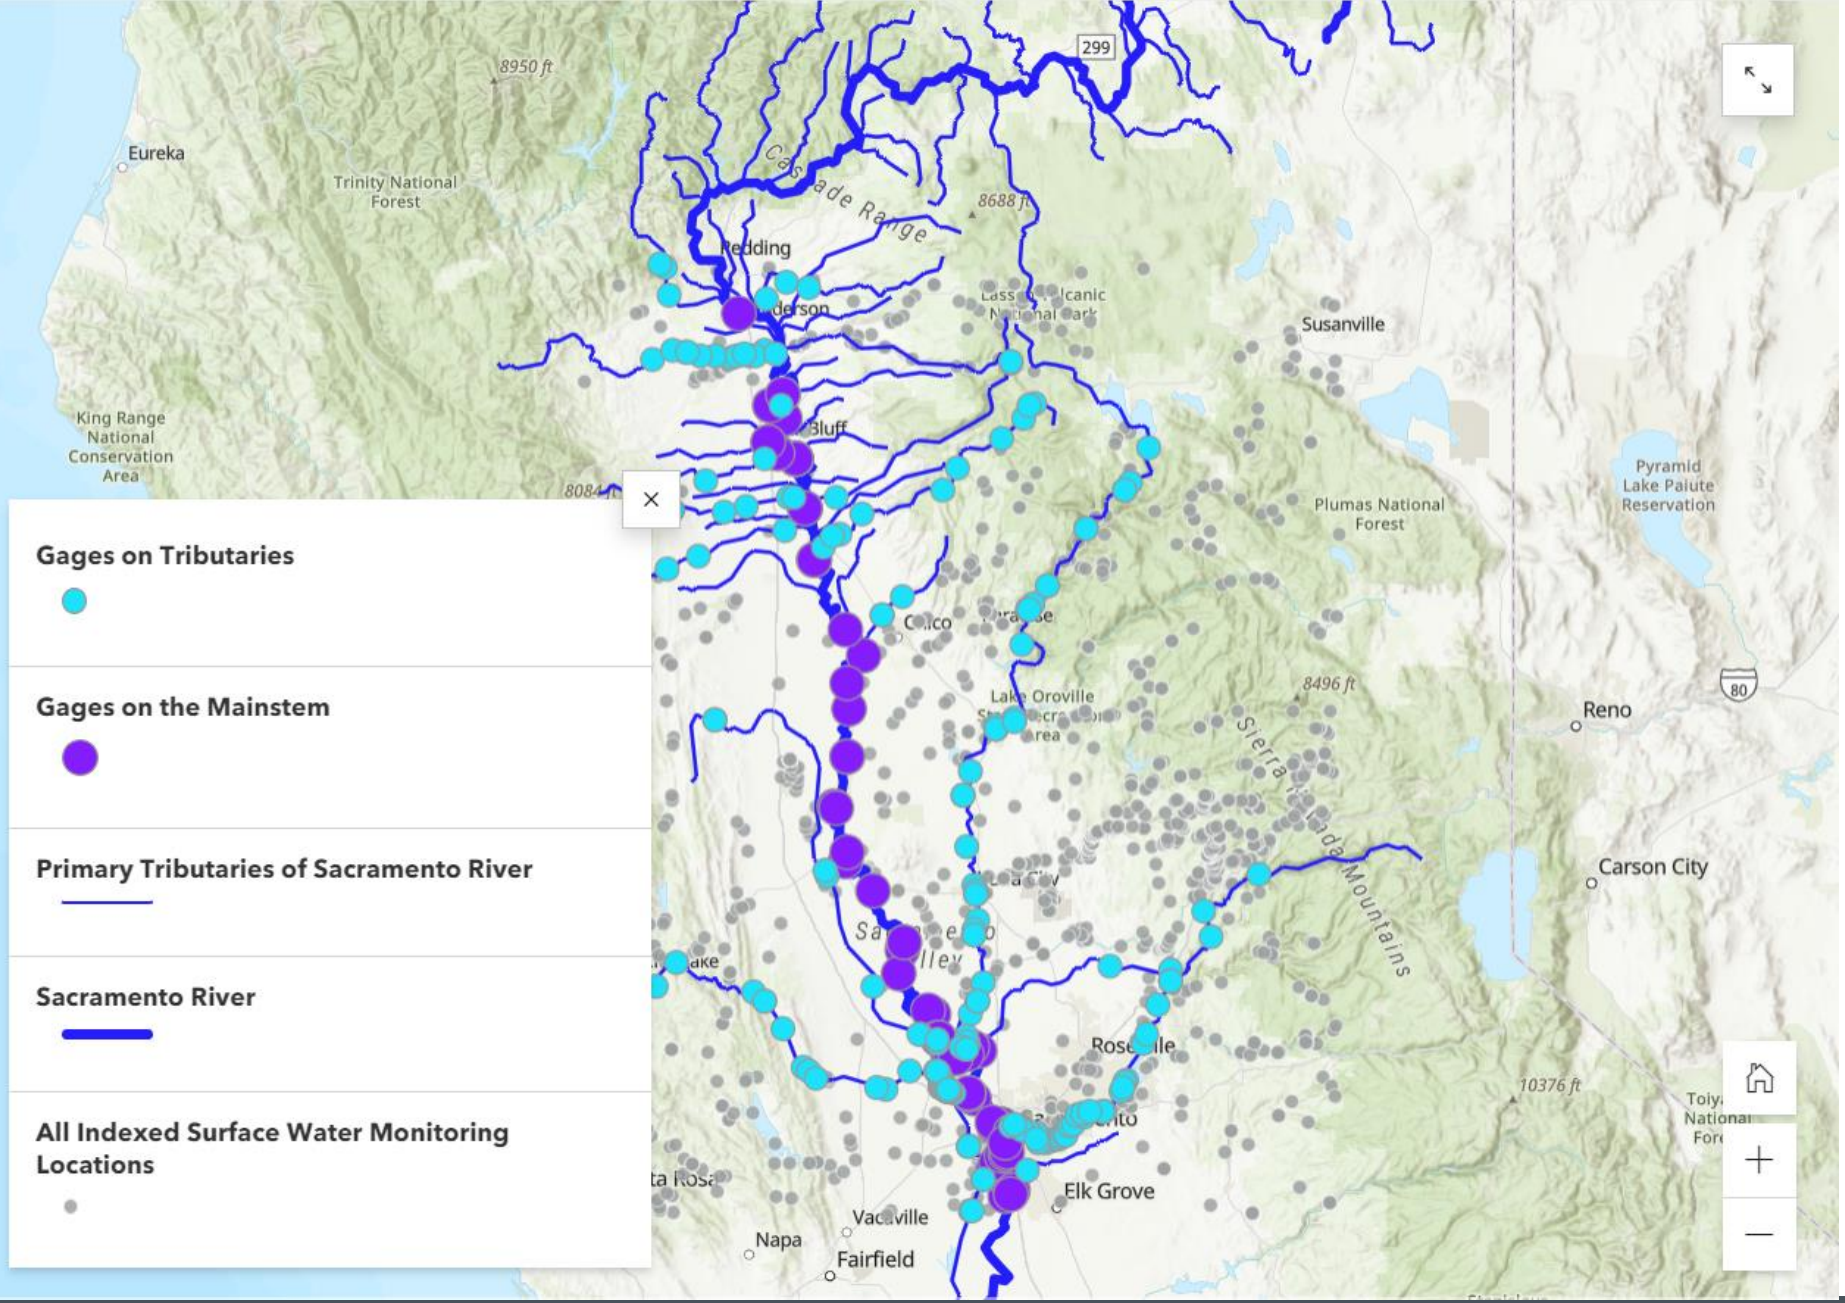 299
8950 ft
Eureka
Trinity National
Forest
Cascade Range
8688 ft
Redding
Susanville
King Range
National
Conservation
Area
Bluff
8084 ft
Pyramid
Lake Paiute
Reservation
Plumas National
Forest
Gages on Tributaries
Gages on the Mainstem
Primary Tributaries of Sacramento River
Sacramento River
All Indexed Surface Water Monitoring
Locations
Lake Oroville
Area
8496 ft
80
Reno
Sierra
Mountains
Carson City
Elk Grove
10376 ft
National
Vacaville
Napa
Fairfield